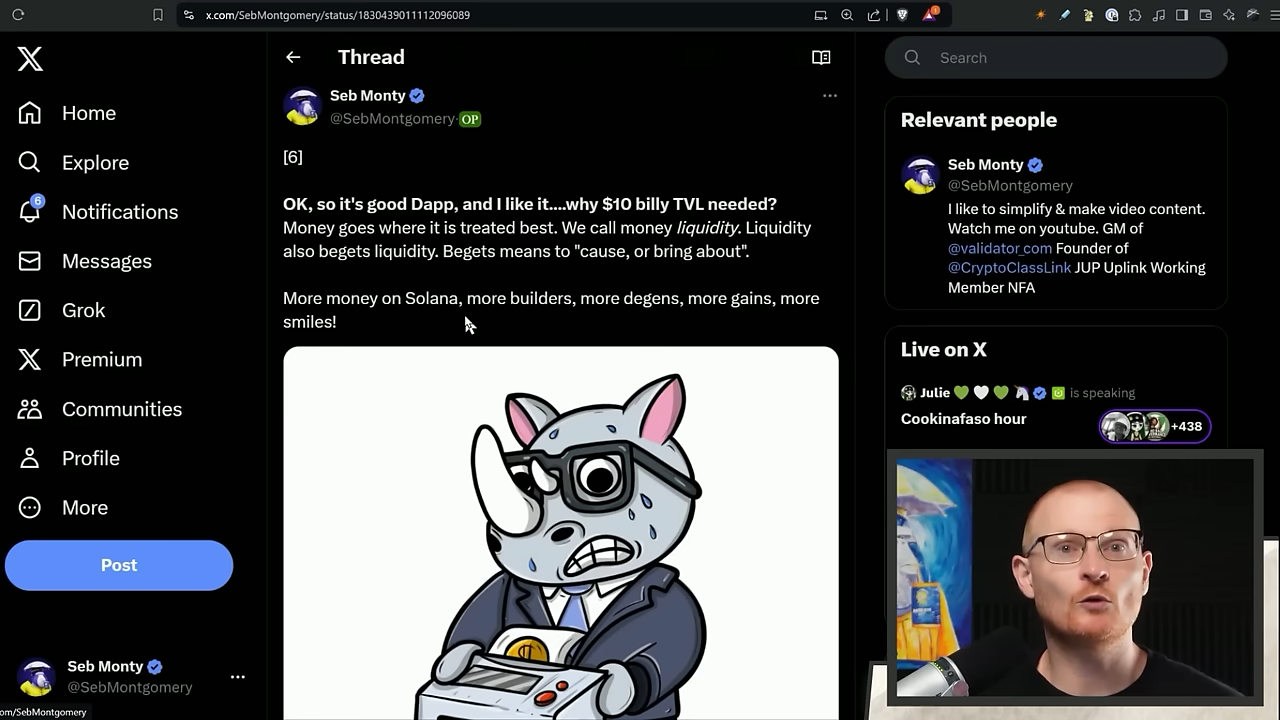 x.com/SebMontgomery/status/1830439011112096089
Home
Explore
6
Notifications
Messages
Grok
Premium
Communities
Profile
More
Post
Seb Monty
@SebMontgomery
om/SebMontgomery
Thread
Seb Monty
@SebMontgomery· OP
[6]
OK, so it's good Dapp, and I like it....why $10 billy TVL needed?
Money goes where it is treated best. We call money liquidity. Liquidity
also begets liquidity. Begets means to "cause, or bring about".
More money on Solana, more builders, more degens, more gains, more
smiles!
Search
Relevant people
Seb Monty
@SebMontgomery
I like to simplify & make video content.
Watch me on youtube. GM of
@validator_com Founder of
@CryptoClassLink JUP Uplink Working
Member NFA
Live on X
Julie is speaking
Cookinafaso hour
+438